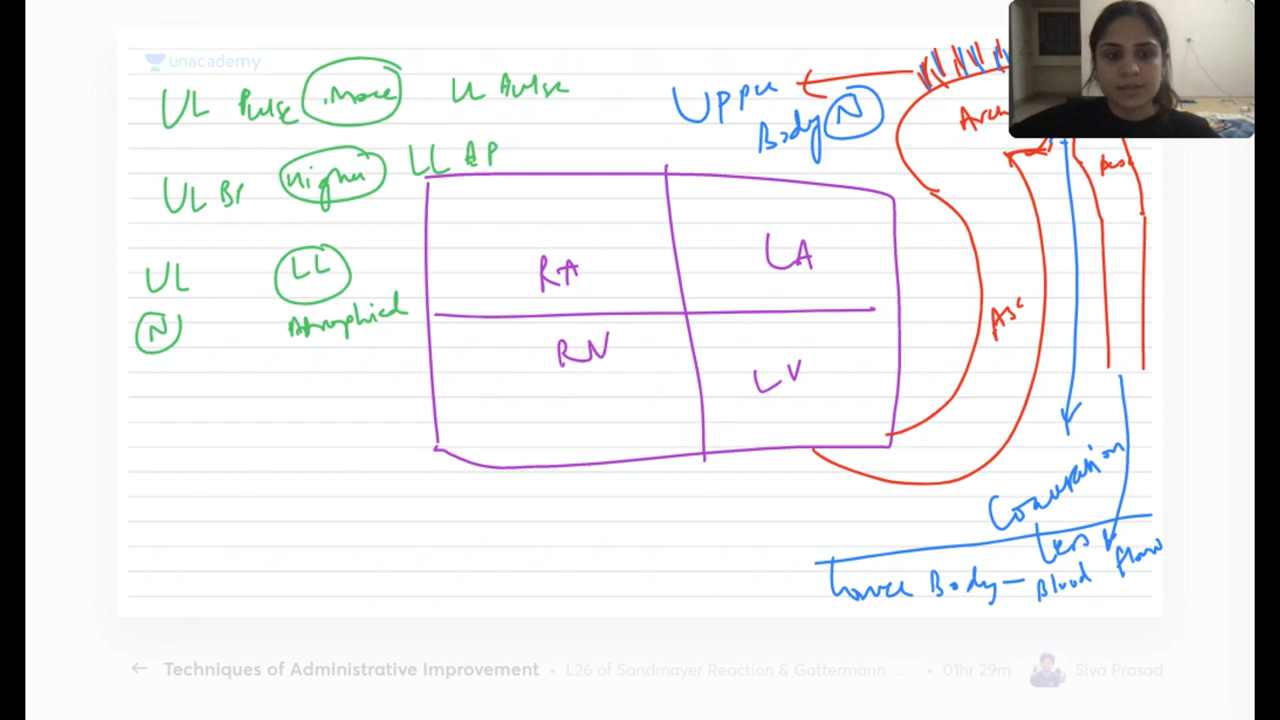 unacademy
UL Pulse more LL Pulse
UL BP Higher LL BP
UL LL
N Atrophied
Upper
Body N
Arch
Asc
RA
LA
RV
LV
Less
Lower Body - Blood flow
← Techniques of Administrative Improvement • L26 of Sandmayer Reaction & Gattermann ... • 01hr 29m Siva Prasad